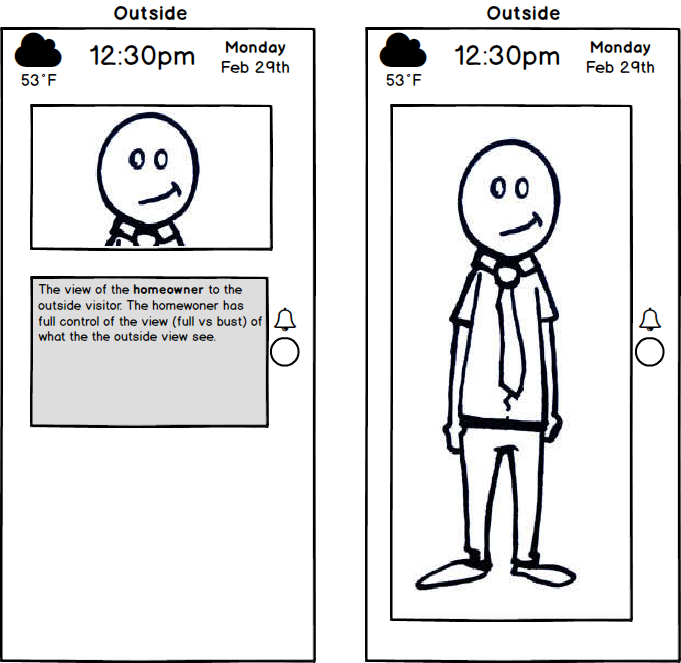 Outside
12:30pm
Monday
Feb 29th
53°F
The view of the homeowner to the
outside visitor. The homewoner has
full control of the view (full vs bust) of
what the the outside view see.
Outside
12:30pm
Monday
Feb 29th
53°F